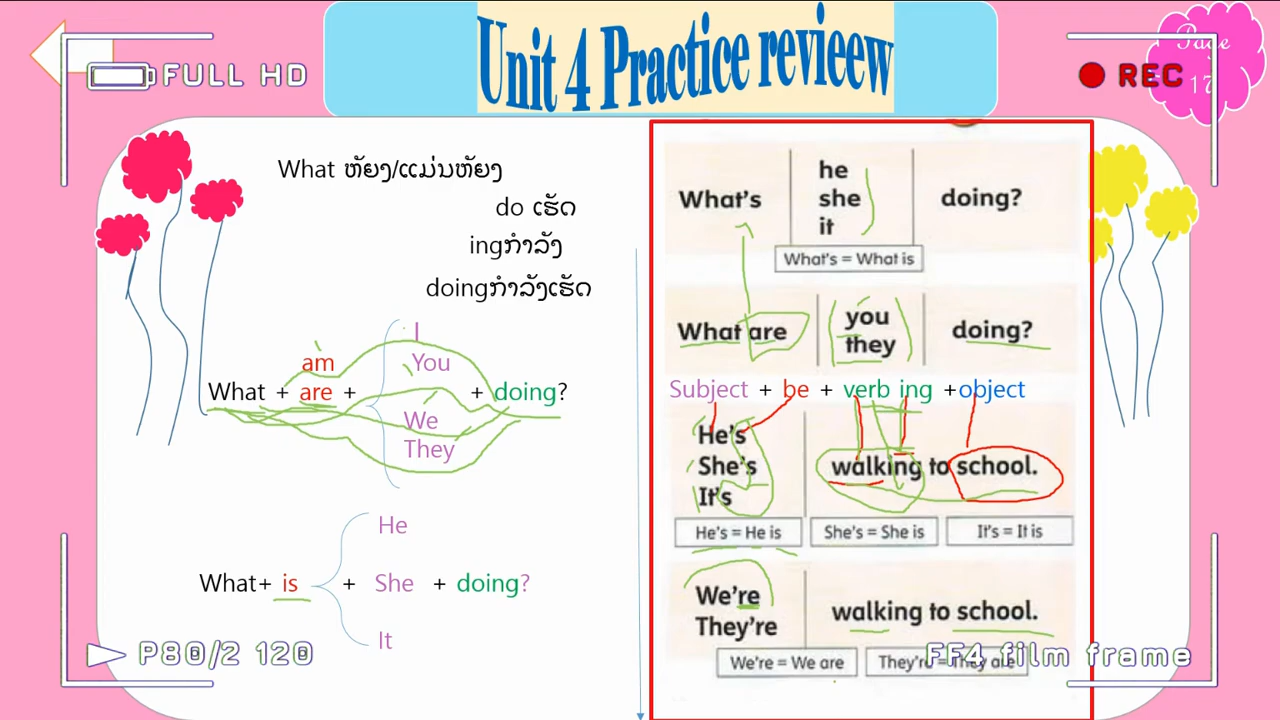 Unit 4 Practice revieew
Page
17
FULL HD
REC
What ຫຍັງ/ແມ່ນຫຍັງ
do ເຮັດ
ingກຳລັງ
doingກຳລັງເຮັດ
I
am
You
What + are + + doing?
We
They
He
What+ is + She + doing?
It
P80/2 120
What's he she it doing?
What's = What is
What are you they doing?
Subject + be + verb ing +object
He's
She's walking to school.
It's
He's = He is She's = She is It's = It is
We're
They're walking to school.
We're = We are They're = They are
FF4 film frame